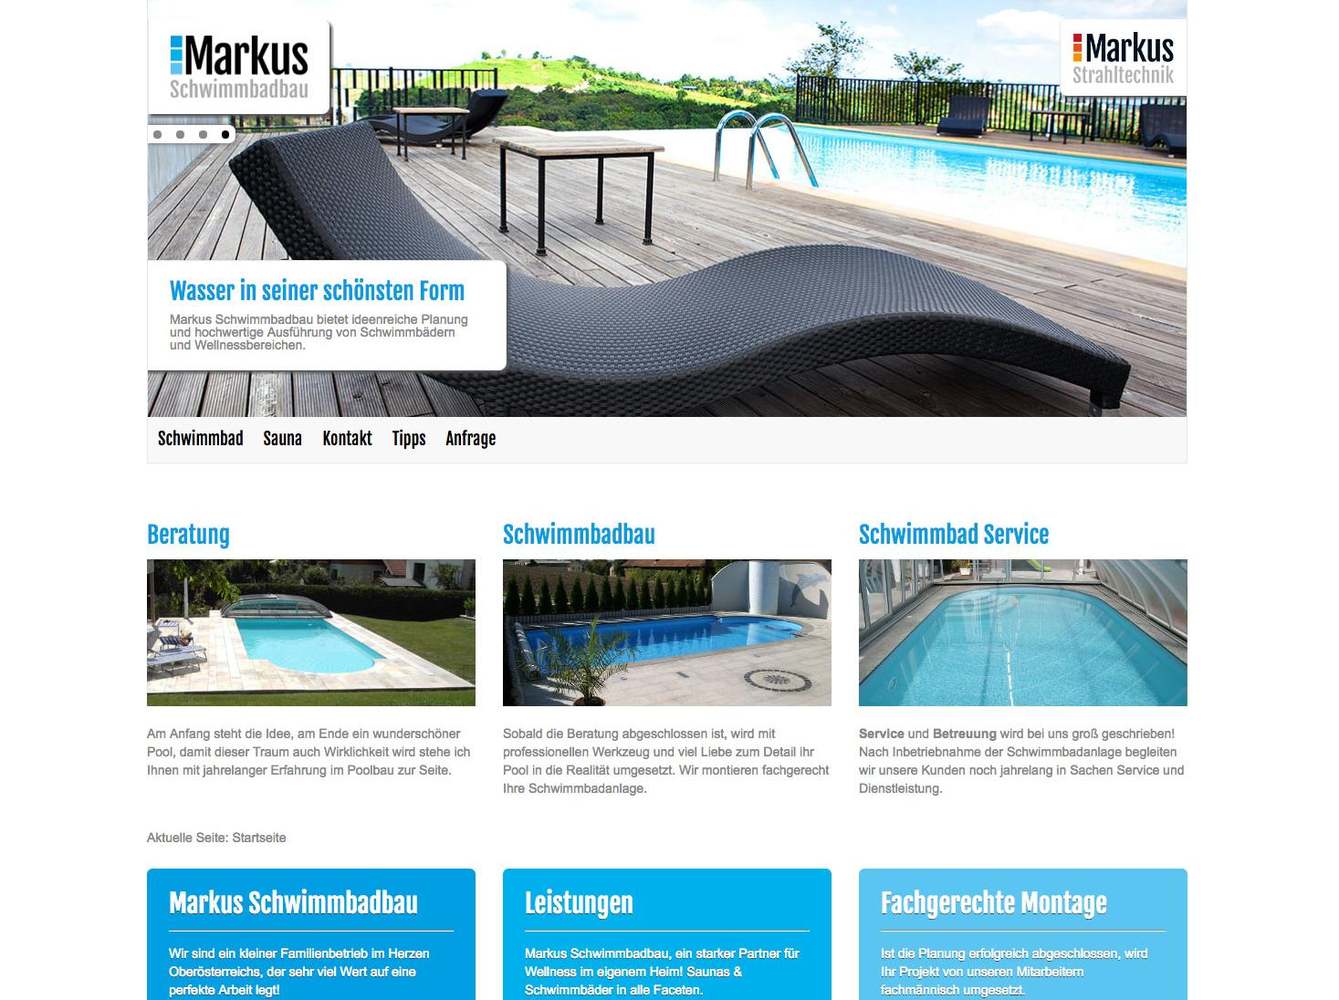 Markus
Schwimmbadbau
Markus
Strahltechnik
Wasser in seiner schönsten Form
Markus Schwimmbadbau bietet ideenreiche Planung
und hochwertige Ausführung von Schwimmbädern
und Wellnessbereichen.
Schwimmbad Sauna Kontakt Tipps Anfrage
Beratung
Am Anfang steht die Idee, am Ende ein wunderschöner
Pool, damit dieser Traum auch Wirklichkeit wird stehe ich
Ihnen mit jahrelanger Erfahrung im Poolbau zur Seite.
Schwimmbadbau
Sobald die Beratung abgeschlossen ist, wird mit
professionellen Werkzeug und viel Liebe zum Detail ihr
Pool in die Realität umgesetzt. Wir montieren fachgerecht
Ihre Schwimmbadanlage.
Schwimmbad Service
Service und Betreuung wird bei uns groß geschrieben!
Nach Inbetriebnahme der Schwimmbadanlage begleiten
wir unsere Kunden noch jahrelang in Sachen Service und
Dienstleistung.
Aktuelle Seite: Startseite
Markus Schwimmbadbau
Wir sind ein kleiner Familienbetrieb im Herzen
Oberösterreichs, der sehr viel Wert auf eine
perfekte Arbeit legt!
Leistungen
Markus Schwimmbadbau, ein starker Partner für
Wellness im eigenem Heim! Saunas &
Schwimmbäder in alle Faceten.
Fachgerechte Montage
Ist die Planung erfolgreich abgeschlossen, wird
Ihr Projekt von unseren Mitarbeitern
fachmännisch umgesetzt.